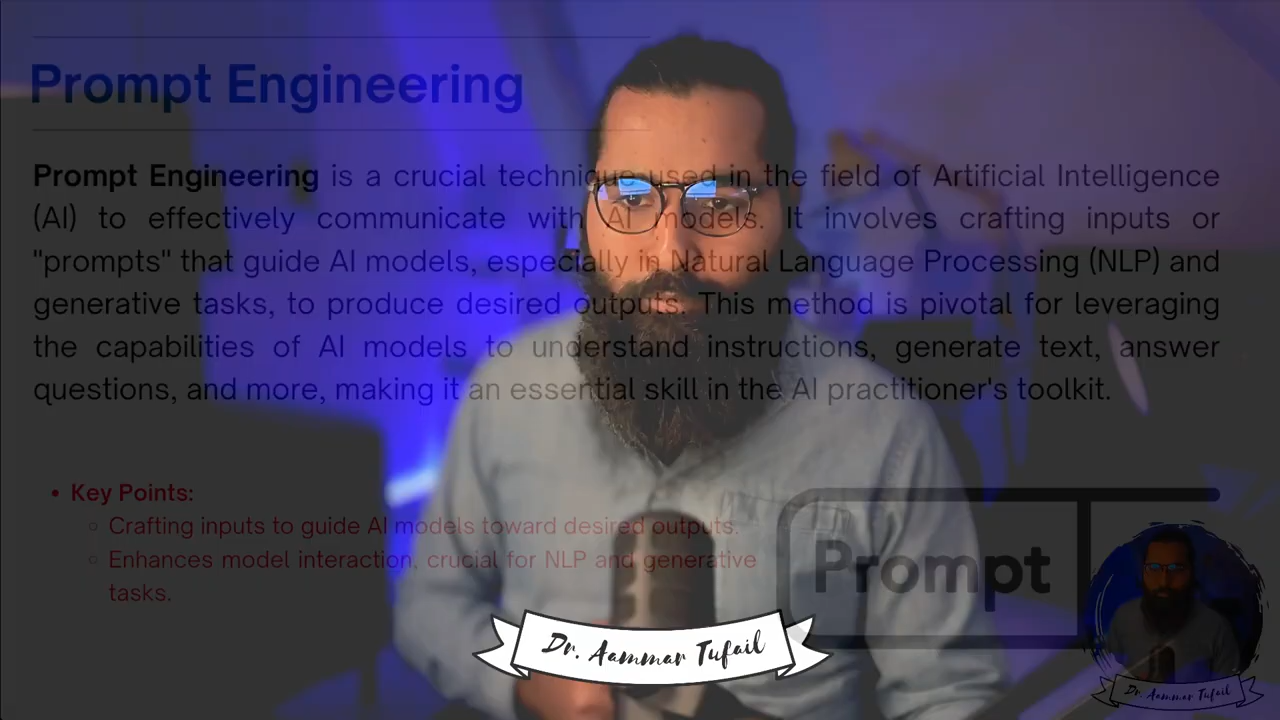 Prompt Engineering
Prompt Engineering is a crucial technique used in the field of Artificial Intelligence
(AI) to effectively communicate with AI models. It involves crafting inputs or
"prompts" that guide AI models, especially in Natural Language Processing (NLP) and
generative tasks, to produce desired outputs. This method is pivotal for leveraging
the capabilities of AI models to understand instructions, generate text, answer
questions, and more, making it an essential skill in the AI practitioner's toolkit.
• Key Points:
◦ Crafting inputs to guide AI models toward desired outputs.
◦ Enhances model interaction, crucial for NLP and generative
tasks.
Prompt
Dr. Aammar Tufail
Dr. Aammar Tufail